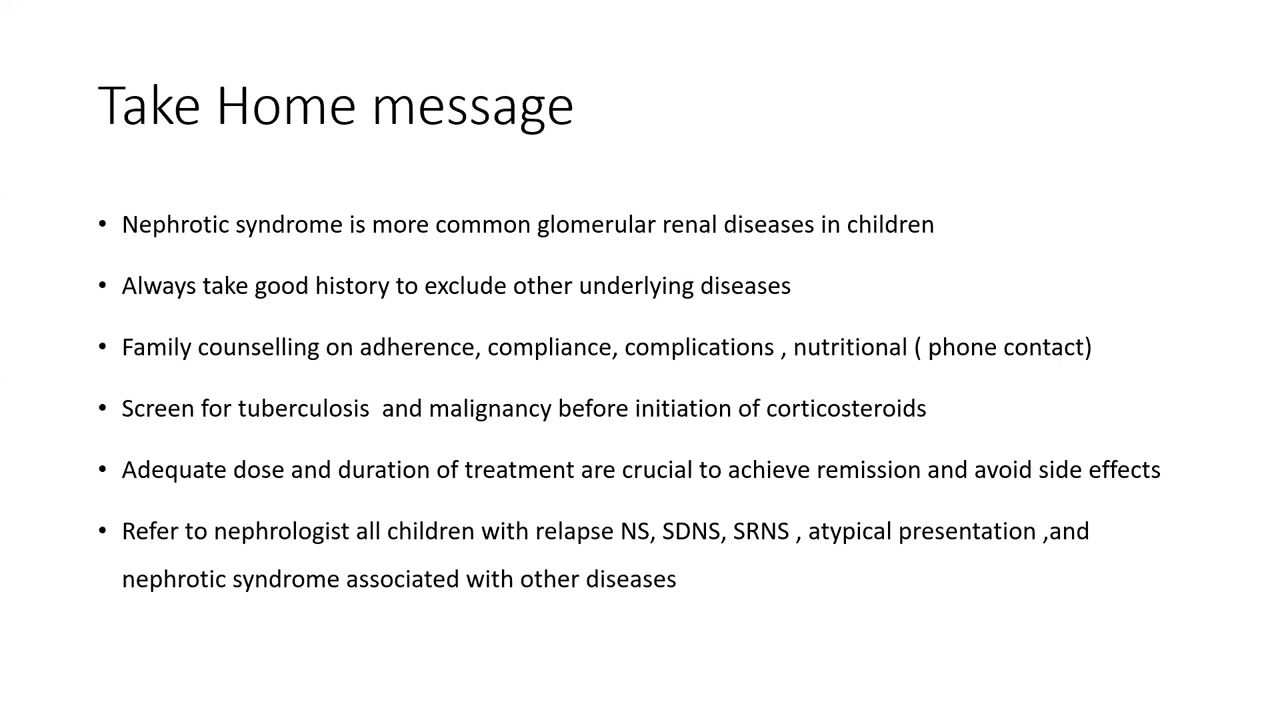 Take Home message
• Nephrotic syndrome is more common glomerular renal diseases in children
• Always take good history to exclude other underlying diseases
• Family counselling on adherence, compliance, complications , nutritional ( phone contact)
• Screen for tuberculosis  and malignancy before initiation of corticosteroids
• Adequate dose and duration of treatment are crucial to achieve remission and avoid side effects
• Refer to nephrologist all children with relapse NS, SDNS, SRNS , atypical presentation ,and
nephrotic syndrome associated with other diseases